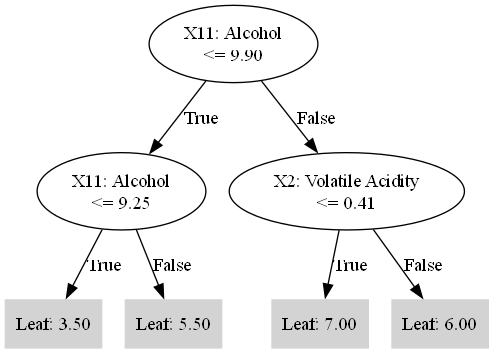 X11: Alcohol
<= 9.90
True
False
X11: Alcohol
<= 9.25
X2: Volatile Acidity
<= 0.41
True
False
True
False
Leaf: 3.50
Leaf: 5.50
Leaf: 7.00
Leaf: 6.00